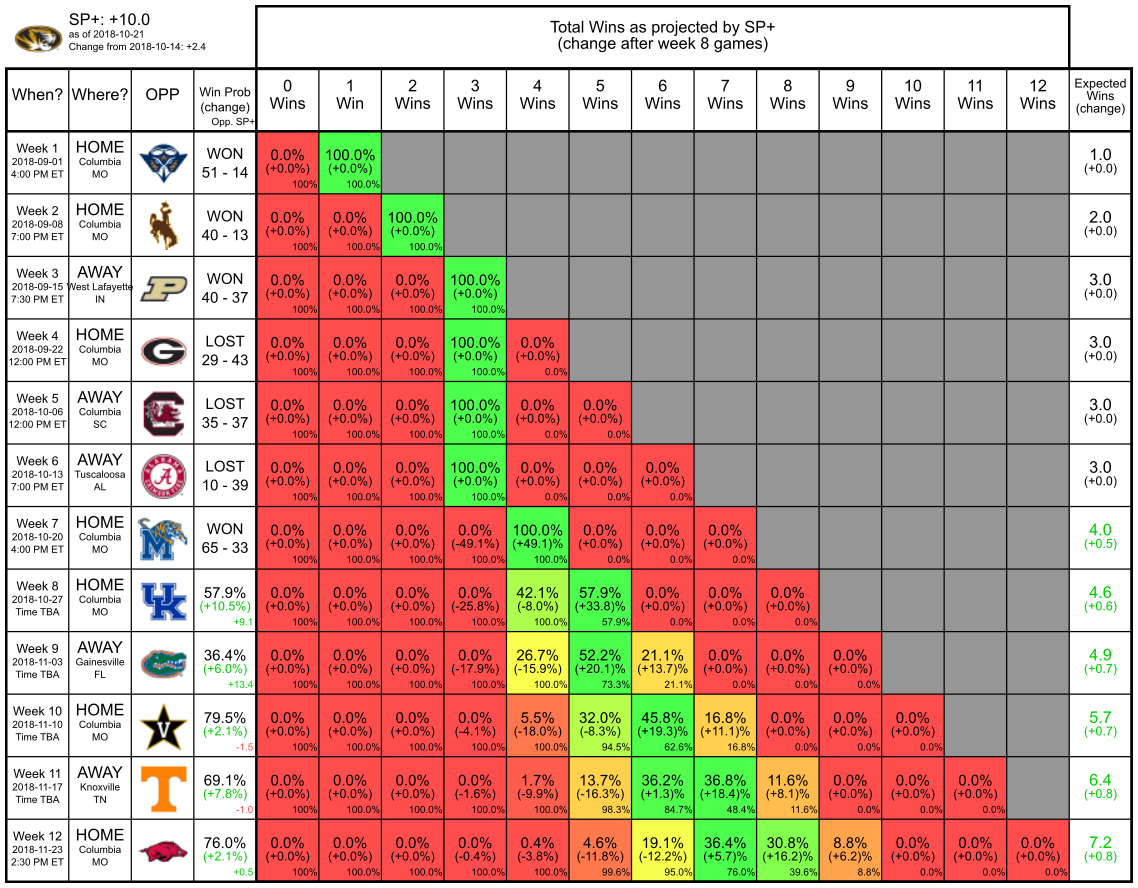 SP+: +10.0
as of 2018-10-21
Change from 2018-10-14: +2.4
Total Wins as projected by SP+
(change after week 8 games)
When? Where? OPP Win Prob (change) Opp. SP+ 0 Wins 1 Win 2 Wins 3 Wins 4 Wins 5 Wins 6 Wins 7 Wins 8 Wins 9 Wins 10 Wins 11 Wins 12 Wins Expected Wins (change)
Week 1 HOME WON 0.0% 100.0% 1.0
2018-09-01 Columbia 51 - 14 (+0.0%) (+0.0%) (+0.0)
4:00 PM ET MO 100% 100.0%
Week 2 HOME WON 0.0% 0.0% 100.0% 2.0
2018-09-08 Columbia 40 - 13 (+0.0%) (+0.0%) (+0.0%) (+0.0)
7:00 PM ET MO 100% 100.0% 100.0%
Week 3 AWAY WON 0.0% 0.0% 0.0% 100.0% 3.0
2018-09-15 West Lafayette P 40 - 37 (+0.0%) (+0.0%) (+0.0%) (+0.0%) (+0.0)
7:30 PM ET IN 100% 100.0% 100.0% 100.0%
Week 4 HOME LOST 0.0% 0.0% 0.0% 100.0% 0.0% 3.0
2018-09-22 Columbia G 29 - 43 (+0.0%) (+0.0%) (+0.0%) (+0.0%) (+0.0%) (+0.0)
12:00 PM ET MO 100% 100.0% 100.0% 100.0% 0.0%
Week 5 AWAY LOST 0.0% 0.0% 0.0% 100.0% 0.0% 0.0% 3.0
2018-10-06 Columbia C 35 - 37 (+0.0%) (+0.0%) (+0.0%) (+0.0%) (+0.0%) (+0.0%) (+0.0)
12:00 PM ET SC 100% 100.0% 100.0% 100.0% 0.0% 0.0%
Week 6 AWAY LOST 0.0% 0.0% 0.0% 100.0% 0.0% 0.0% 0.0% 3.0
2018-10-13 Tuscaloosa ALABAMA A CRIMSON TIDE 10 - 39 (+0.0%) (+0.0%) (+0.0%) (+0.0%) (+0.0%) (+0.0%) (+0.0%) (+0.0)
7:00 PM ET AL 100% 100.0% 100.0% 100.0% 0.0% 0.0% 0.0%
Week 7 HOME WON 0.0% 0.0% 0.0% 0.0% 100.0% 0.0% 0.0% 0.0% 4.0
2018-10-20 Columbia M 65 - 33 (+0.0%) (+0.0%) (+0.0%) (-49.1%) (+49.1)% (+0.0%) (+0.0%) (+0.0%) (+0.5)
4:00 PM ET MO 100% 100.0% 100.0% 100.0% 100.0% 0.0% 0.0% 0.0%
Week 8 HOME 57.9% 0.0% 0.0% 0.0% 0.0% 42.1% 57.9% 0.0% 0.0% 0.0% 4.6
2018-10-27 Columbia UK (+10.5%) (+0.0%) (+0.0%) (+0.0%) (-25.8%) (-8.0%) (+33.8)% (+0.0%) (+0.0%) (+0.0%) (+0.6)
Time TBA MO +9.1 100% 100.0% 100.0% 100.0% 100.0% 57.9% 0.0% 0.0% 0.0%
Week 9 AWAY 36.4% 0.0% 0.0% 0.0% 0.0% 26.7% 52.2% 21.1% 0.0% 0.0% 0.0% 4.9
2018-11-03 Gainesville (+6.0%) (+0.0%) (+0.0%) (+0.0%) (-17.9%) (-15.9%) (+20.1)% (+13.7%) (+0.0%) (+0.0%) (+0.0%) (+0.7)
Time TBA FL +13.4 100% 100.0% 100.0% 100.0% 100.0% 73.3% 21.1% 0.0% 0.0% 0.0%
Week 10 HOME 79.5% 0.0% 0.0% 0.0% 0.0% 5.5% 32.0% 45.8% 16.8% 0.0% 0.0% 0.0% 5.7
2018-11-10 Columbia V (+2.1%) (+0.0%) (+0.0%) (+0.0%) (-4.1%) (-18.0%) (-8.3%) (+19.3)% (+11.1)% (+0.0%) (+0.0%) (+0.0%) (+0.7)
Time TBA MO -1.5 100% 100.0% 100.0% 100.0% 100.0% 94.5% 62.6% 16.8% 0.0% 0.0% 0.0%
Week 11 AWAY 69.1% 0.0% 0.0% 0.0% 0.0% 1.7% 13.7% 36.2% 36.8% 11.6% 0.0% 0.0% 0.0% 6.4
2018-11-17 Knoxville T (+7.8%) (+0.0%) (+0.0%) (+0.0%) (-1.6%) (-9.9%) (-16.3%) (+1.3)% (+18.4)% (+8.1)% (+0.0%) (+0.0%) (+0.0%) (+0.8)
Time TBA TN -1.0 100% 100.0% 100.0% 100.0% 100.0% 98.3% 84.7% 48.4% 11.6% 0.0% 0.0% 0.0%
Week 12 HOME 76.0% 0.0% 0.0% 0.0% 0.0% 0.4% 4.6% 19.1% 36.4% 30.8% 8.8% 0.0% 0.0% 0.0% 7.2
2018-11-23 Columbia (+2.1%) (+0.0%) (+0.0%) (+0.0%) (-0.4%) (-3.8%) (-11.8%) (-12.2%) (+5.7)% (+16.2)% (+6.2)% (+0.0%) (+0.0%) (+0.0%) (+0.8)
2:30 PM ET MO +0.5 100% 100.0% 100.0% 100.0% 100.0% 99.6% 95.0% 76.0% 39.6% 8.8% 0.0% 0.0% 0.0%